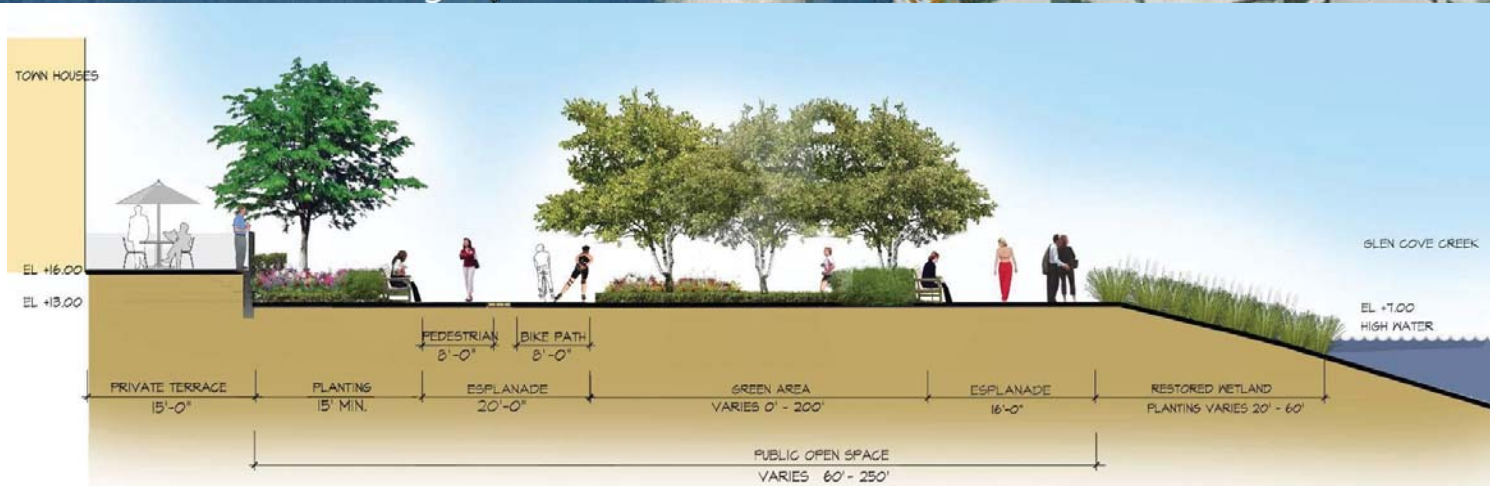 TOWN HOUSES
GLEN COVE CREEK
EL +16.00
EL +13.00
EL +7.00
HIGH WATER
PEDESTRIAN
8'-0"
BIKE PATH
8'-0"
PRIVATE TERRACE
15'-0"
PLANTING
15' MIN.
ESPLANADE
20'-0"
GREEN AREA
VARIES 0' - 200'
ESPLANADE
16'-0"
RESTORED WETLAND
PLANTING VARIES 20' - 60'
PUBLIC OPEN SPACE
VARIES 60' - 250'